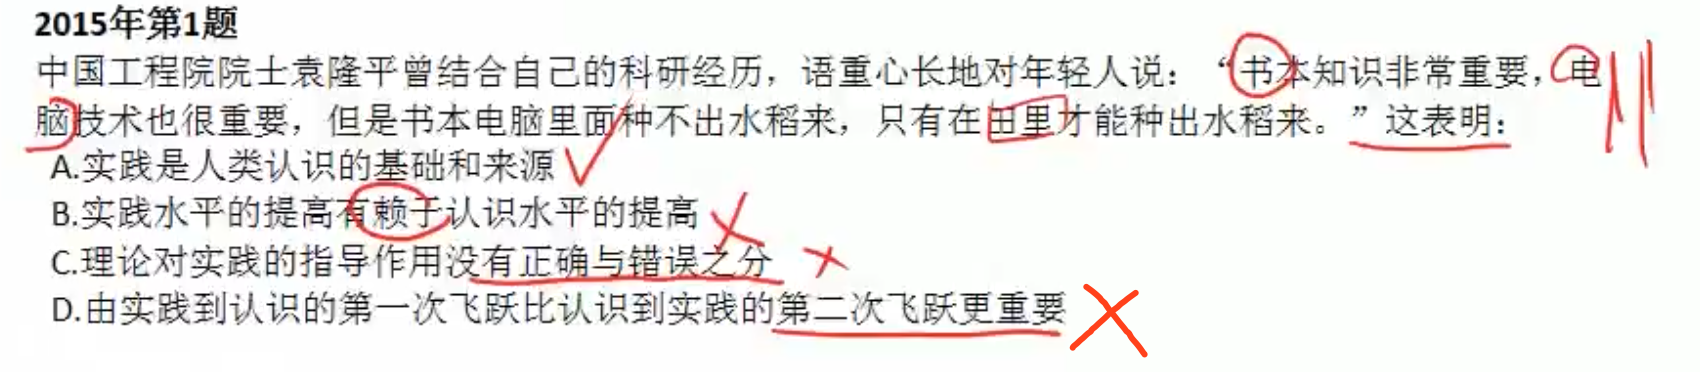 2015年第1题
中国工程院院士袁隆平曾结合自己的科研经历，语重心长地对年轻人说：“书本知识非常重要，电
脑技术也很重要，但是书本电脑里面种不出水稻来，只有在田里才能种出水稻来。”这表明：
A.实践是人类认识的基础和来源
B.实践水平的提高有赖于认识水平的提高
C.理论对实践的指导作用没有正确与错误之分
D.由实践到认识的第一次飞跃比认识到实践的第二次飞跃更重要